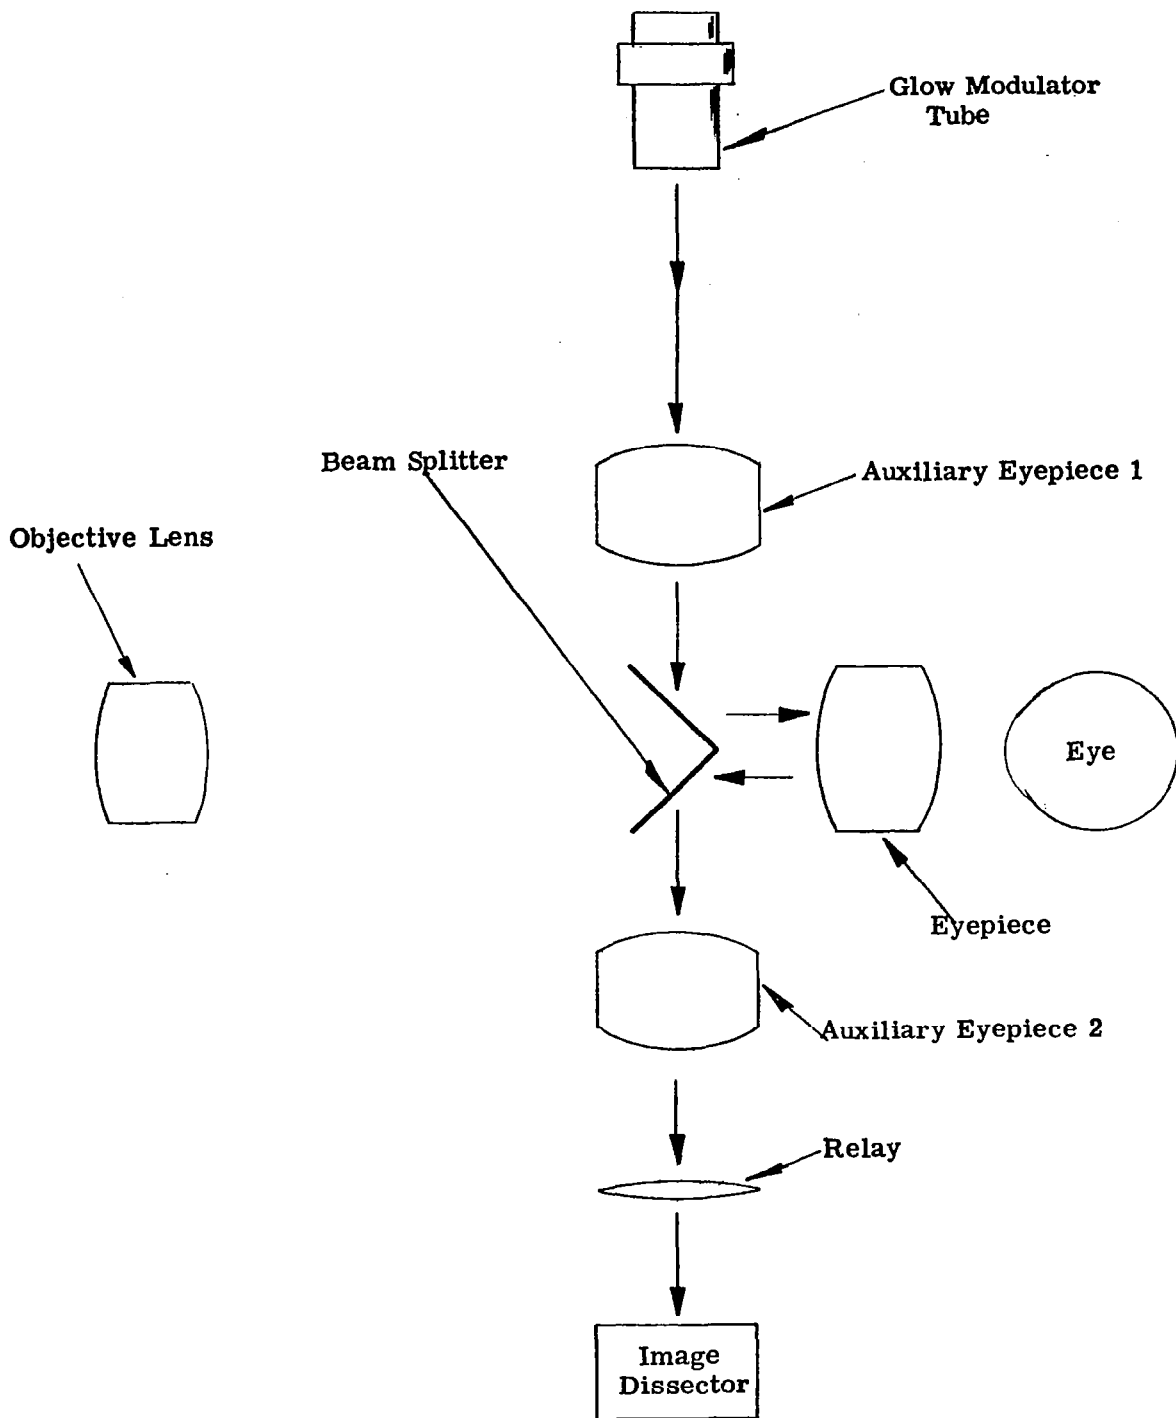 Glow Modulator
Tube
Beam Splitter
Auxiliary Eyepiece 1
Objective Lens
Eye
Eyepiece
Auxiliary Eyepiece 2
Relay
Image
Dissector